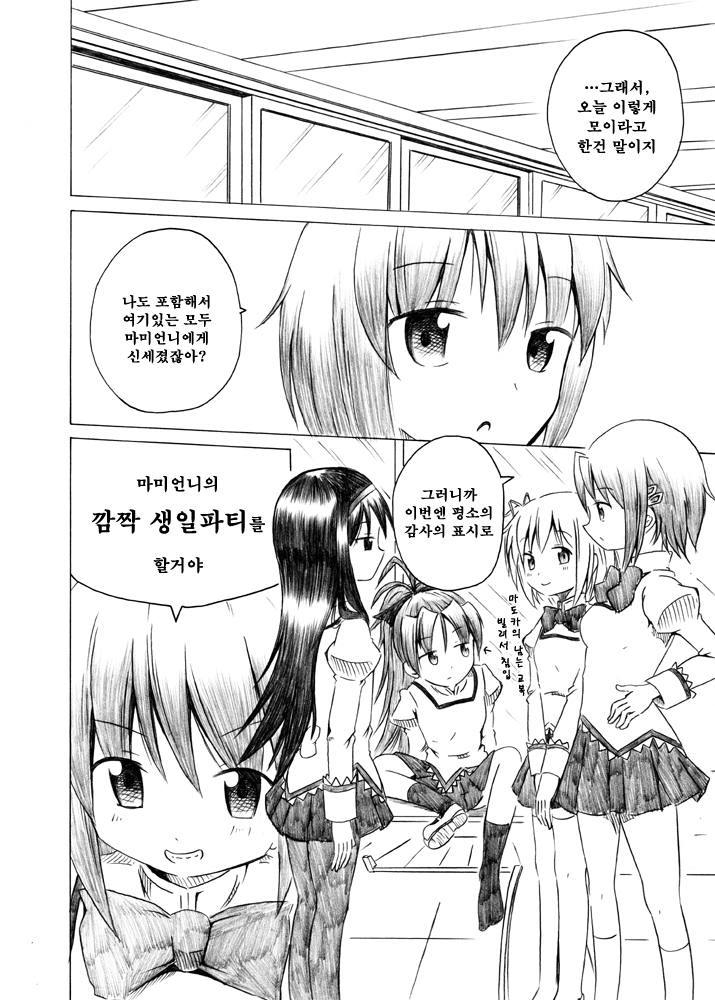 …그래서,
오늘 이렇게
모이라고
한건 말이지
나도 포함해서
여기있는 모두
마미언니에게
신세졌잖아?
그러니까
이번엔 평소의
감사의 표시로
마미언니의
깜짝 생일파티를
할거야
마도카의 남는 교복
빌려서 침입